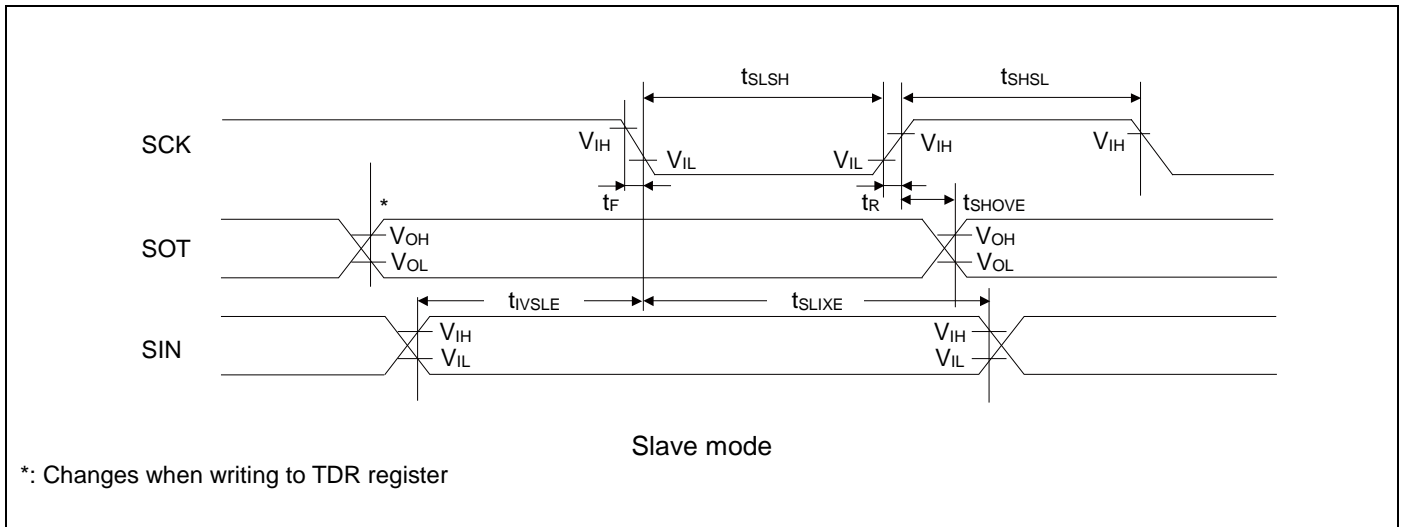 tSLSH
tSHSL
SCK
VIH
VIL
VIL
VIH
VIH
tF
tR
tSHOVE
*
SOT
VOH
VOL
VOH
VOL
tIVSLE
tSLIXE
SIN
VIH
VIL
VIH
VIL
Slave mode
*: Changes when writing to TDR register